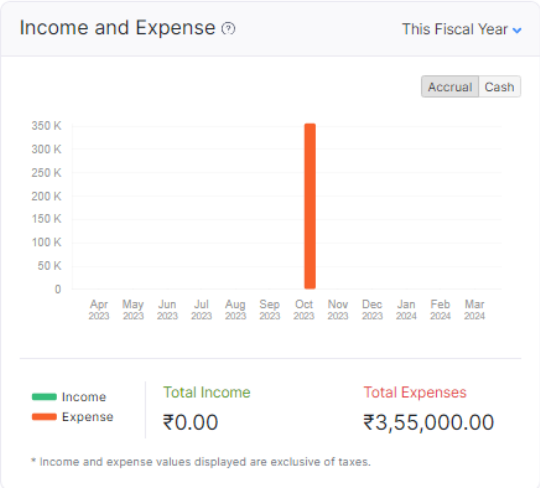 Income and Expense ?
This Fiscal Year
Accrual Cash
350 K
300 K
250 K
200 K
150 K
100 K
50 K
0
Apr May Jun Jul Aug Sep Oct Nov Dec Jan Feb Mar
2023 2023 2023 2023 2023 2023 2023 2023 2023 2024 2024 2024
Income
Expense
Total Income
₹0.00
Total Expenses
₹3,55,000.00
* Income and expense values displayed are exclusive of taxes.